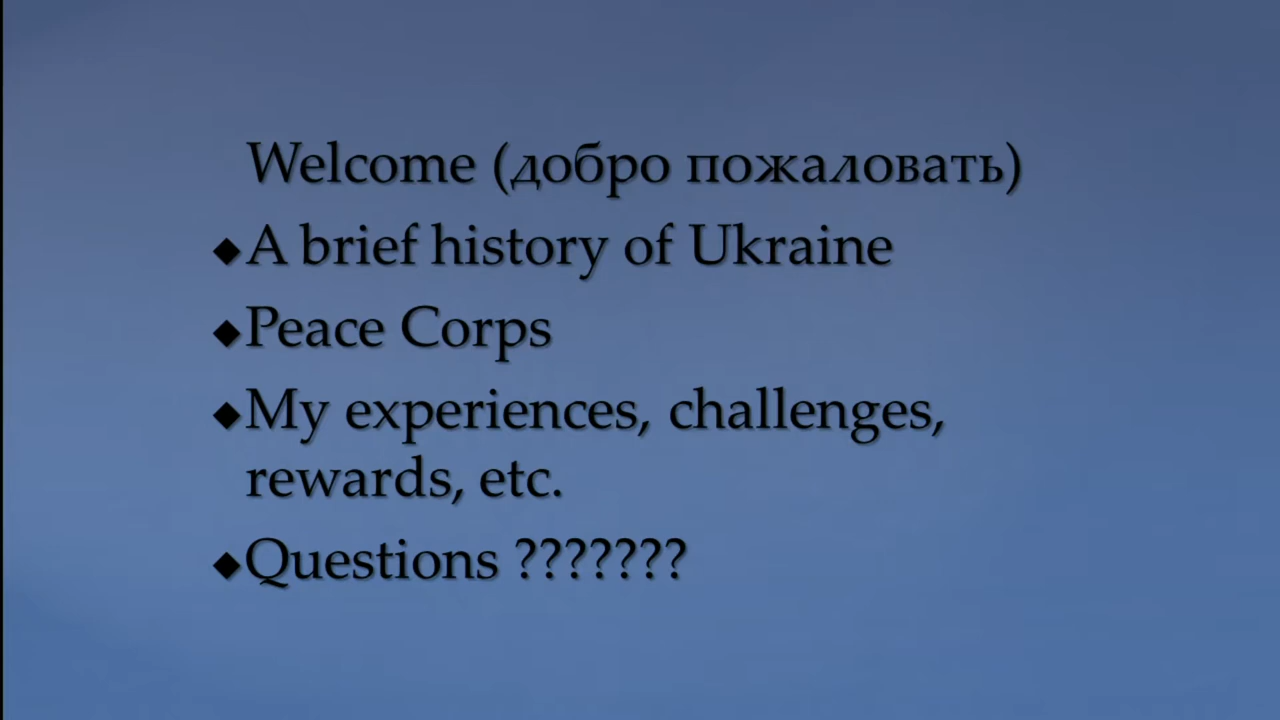 Welcome (добро пожаловать)
◆A brief history of Ukraine
◆Peace Corps
◆My experiences, challenges,
rewards, etc.
◆Questions ???????